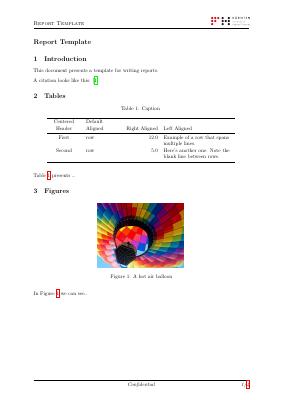 Report Template
Report Template
1 Introduction
This document presents a template for writing reports.
A citation looks like this
2 Tables
Table 1. Caption
Centered Header Default Aligned Right Aligned Left Aligned
First row 12.0 Example of a row that spans multiple lines.
Second row 5.0 Here's another one. Note the blank line between rows.
Table 1 presents ..
3 Figures
Figure 1. A hot air balloon
In Figure 1 we can see..
Confidential